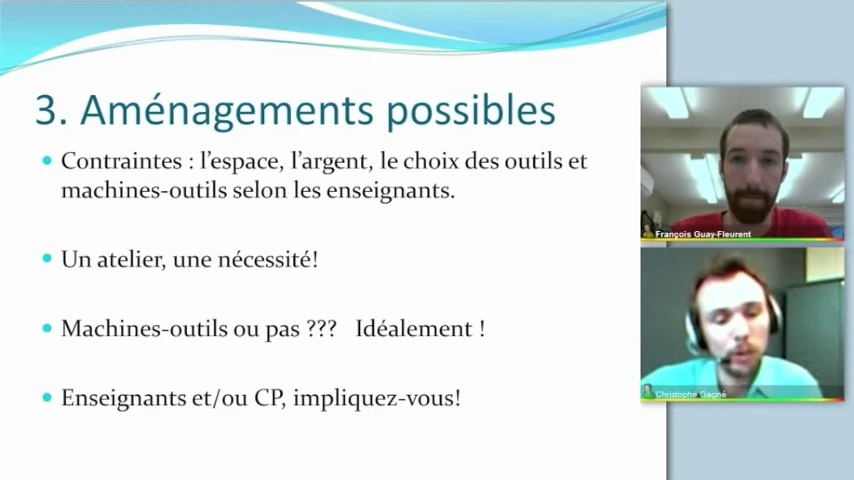 3. Aménagements possibles
Contraintes : l'espace, l'argent, le choix des outils et
machines-outils selon les enseignants.
Un atelier, une nécessité!
Machines-outils ou pas ??? Idéalement !
Enseignants et/ou CP, impliquez-vous!
François Guay-Fleurent
Christophe Gagné